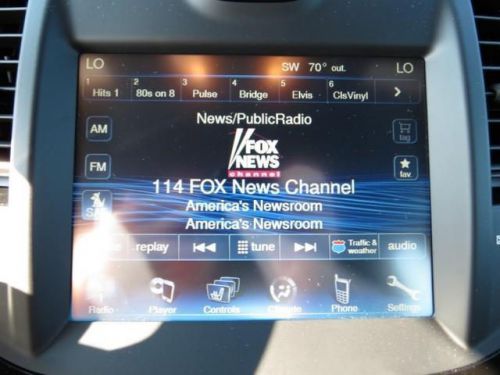 LO SW 70° out. LO
1 2 3 4 5 6
Hits 1 80s on 8 Pulse Bridge Elvis ClsVinyl
News/PublicRadio
AM
FOX
NEWS
channel
tag
FM
fav
114 FOX News Channel
America's Newsroom
America's Newsroom
replay tune Traffic & weather audio
Radio Player Controls Climate Phone Settings